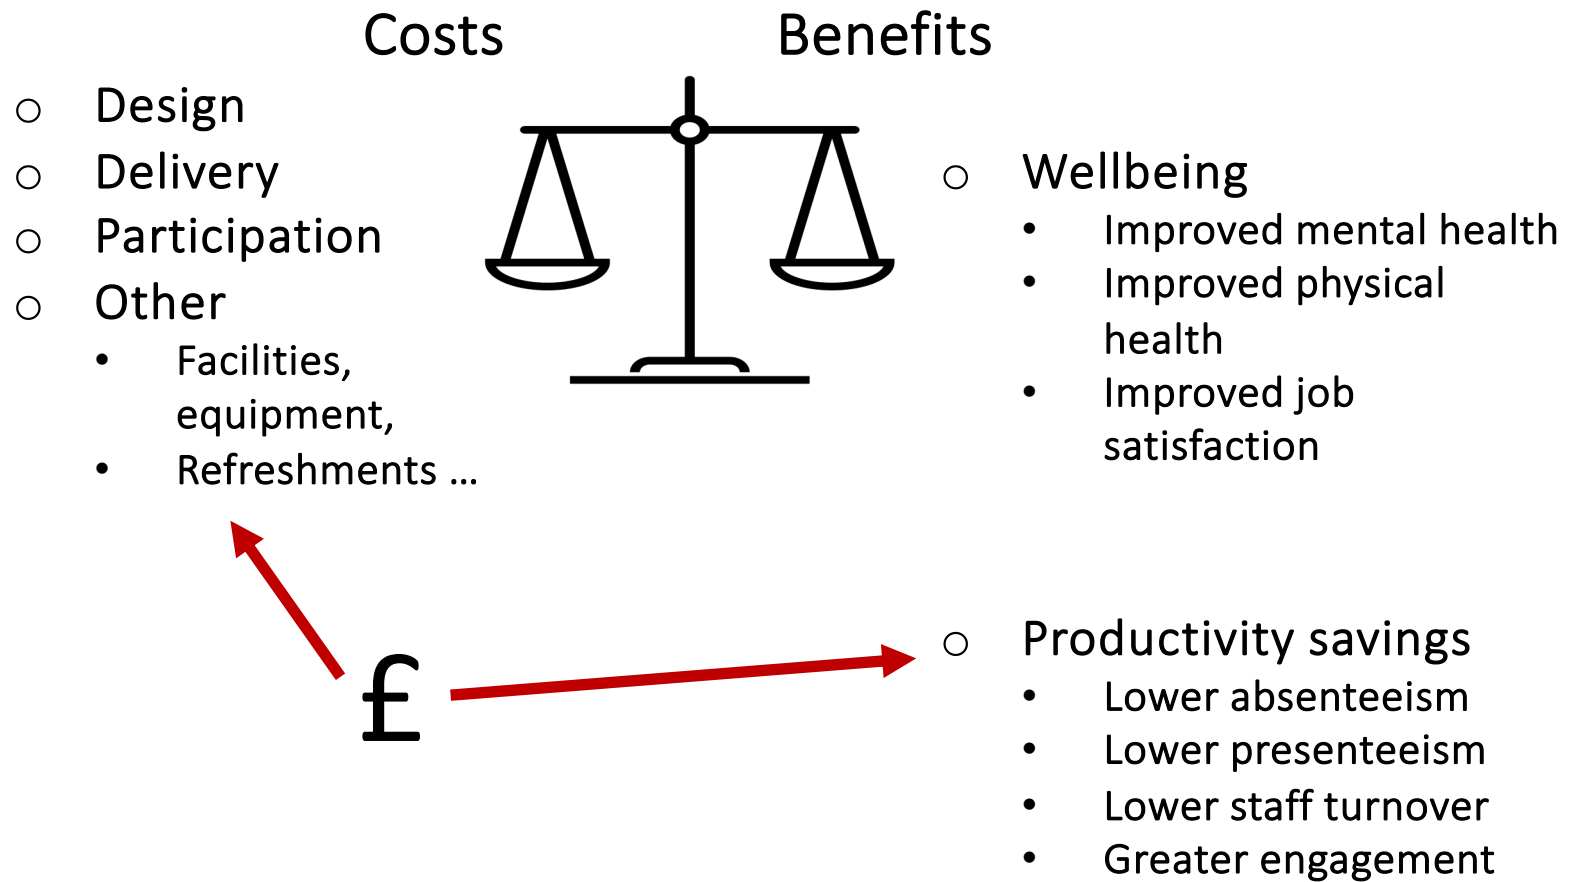 Costs
Benefits
Design
Delivery
Participation
Other
Facilities,
equipment,
Refreshments ...
Wellbeing
Improved mental health
Improved physical
health
Improved job
satisfaction
£
Productivity savings
Lower absenteeism
Lower presenteeism
Lower staff turnover
Greater engagement